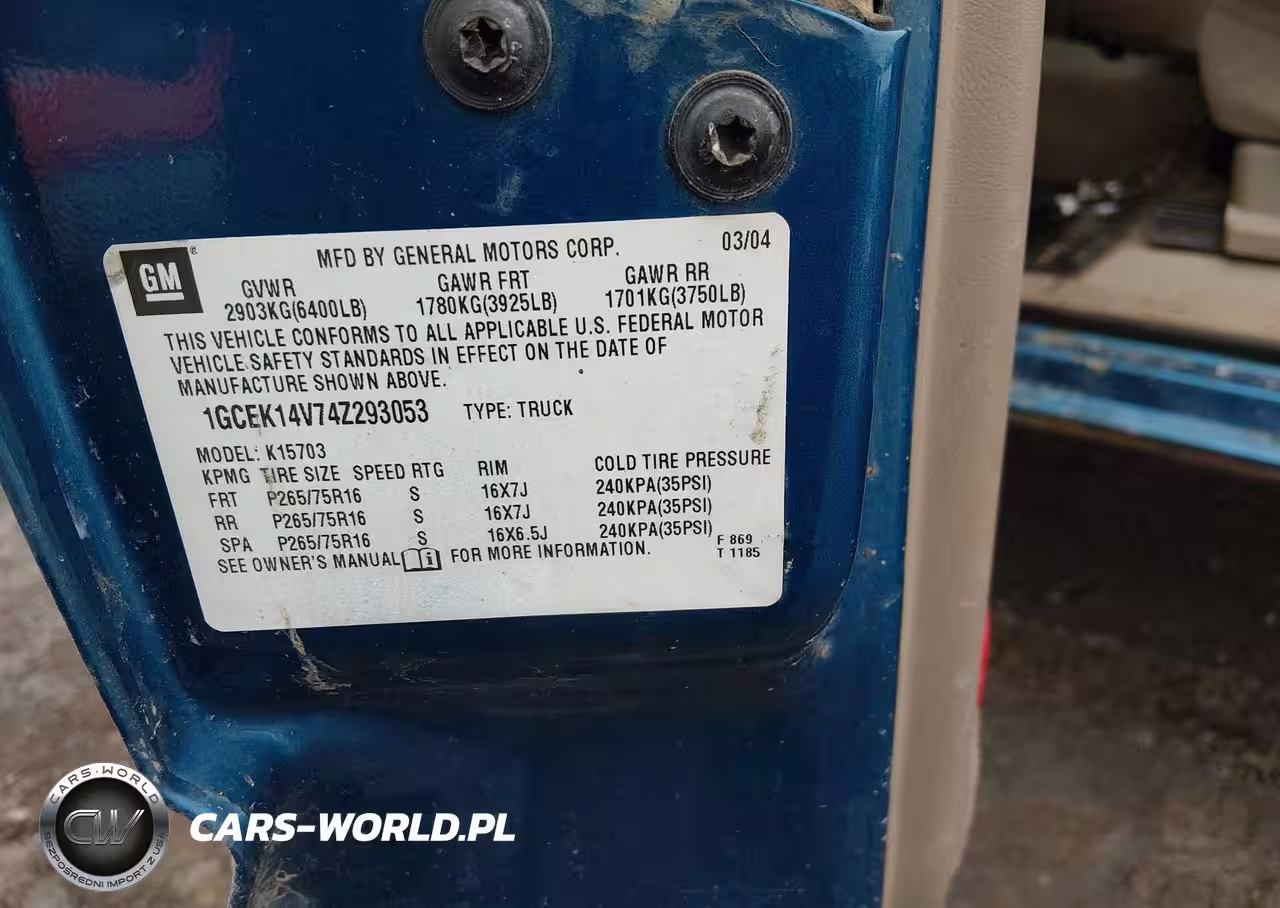 GM
MFD BY GENERAL MOTORS CORP. 03/04
GVWR GAWR FRT GAWR RR
2903KG(6400LB) 1780KG(3925LB) 1701KG(3750LB)
THIS VEHICLE CONFORMS TO ALL APPLICABLE U.S. FEDERAL MOTOR
VEHICLE SAFETY STANDARDS IN EFFECT ON THE DATE OF
MANUFACTURE SHOWN ABOVE.
1GCEK14V74Z293053 TYPE: TRUCK
MODEL: K15703
KPMG TIRE SIZE SPEED RTG RIM COLD TIRE PRESSURE
FRT P265/75R16 S 16X7J 240KPA(35PSI)
RR P265/75R16 S 16X7J 240KPA(35PSI)
SPA P265/75R16 S 16X6.5J 240KPA(35PSI)
SEE OWNER'S MANUAL i FOR MORE INFORMATION.
F 869
T 1185
CARS-WORLD
CW
BEZPOŚREDNI IMPORT Z USA
CARS-WORLD.PL